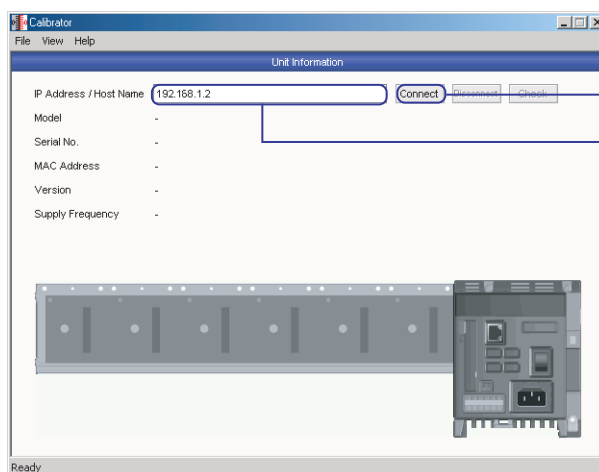 Calibrator
File View Help
Unit Information
IP Address / Host Name 192.168.1.2 Connect Disconnect Check
Model -
Serial No. -
MAC Address -
Version -
Supply Frequency -
Ready